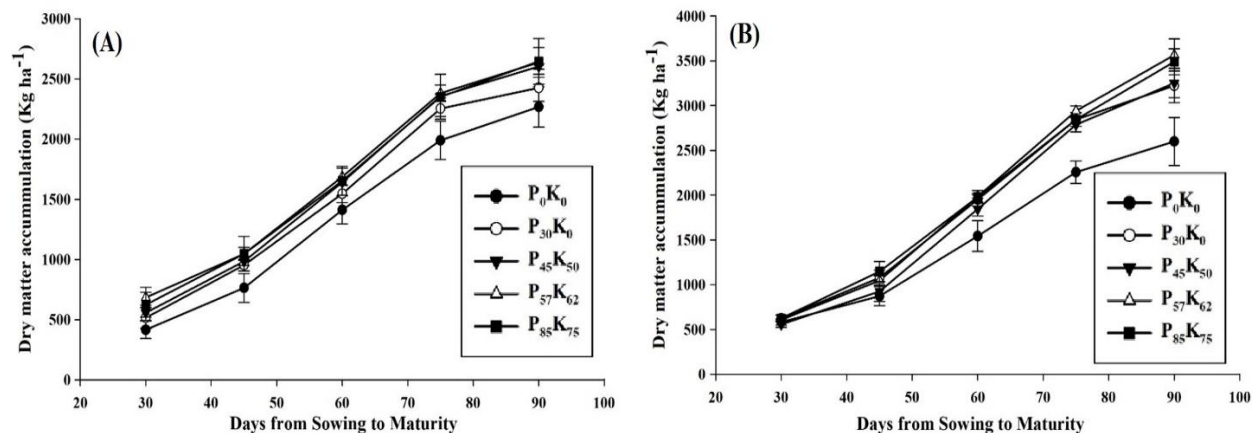 (A)
Dry matter accumulation (Kg ha⁻¹)
3000
2500
2000
1500
1000
500
0
P₀K₀
P₃₀K₀
P₄₅K₅₀
P₅₇K₆₂
P₈₅K₇₅
20 30 40 50 60 70 80 90 100
Days from Sowing to Maturity
(B)
Dry matter accummulation (Kg ha⁻¹)
4000
3500
3000
2500
2000
1500
1000
500
0
P₀K₀
P₃₀K₀
P₄₅K₅₀
P₅₇K₆₂
P₈₅K₇₅
20 30 40 50 60 70 80 90 100
Days from Sowing to Maturity